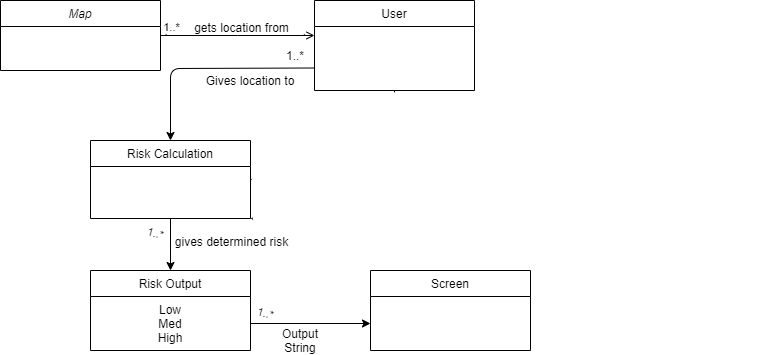 Map
User
1..* gets location from
1..*
Gives location to
Risk Calculation
1..*
gives determined risk
Risk Output
Screen
Low
Med
High
1..*
Output
String